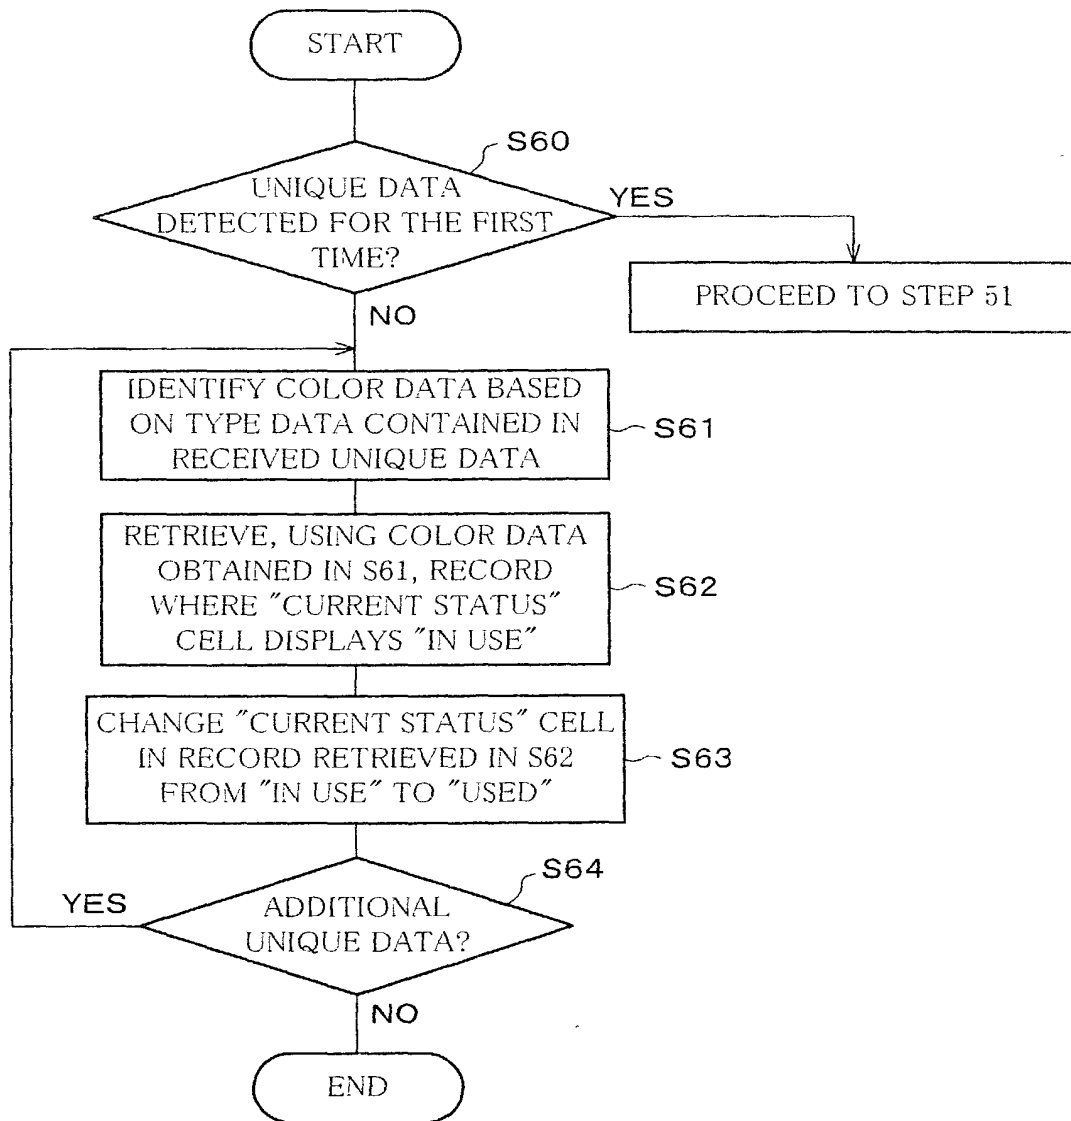 START
S60
UNIQUE DATA
DETECTED FOR THE FIRST
TIME?
YES
PROCEED TO STEP 51
NO
IDENTIFY COLOR DATA BASED
ON TYPE DATA CONTAINED IN
RECEIVED UNIQUE DATA
S61
RETRIEVE, USING COLOR DATA
OBTAINED IN S61, RECORD
WHERE "CURRENT STATUS"
CELL DISPLAYS "IN USE"
S62
CHANGE "CURRENT STATUS" CELL
IN RECORD RETRIEVED IN S62
FROM "IN USE" TO "USED"
S63
S64
YES
ADDITIONAL
UNIQUE DATA?
NO
END